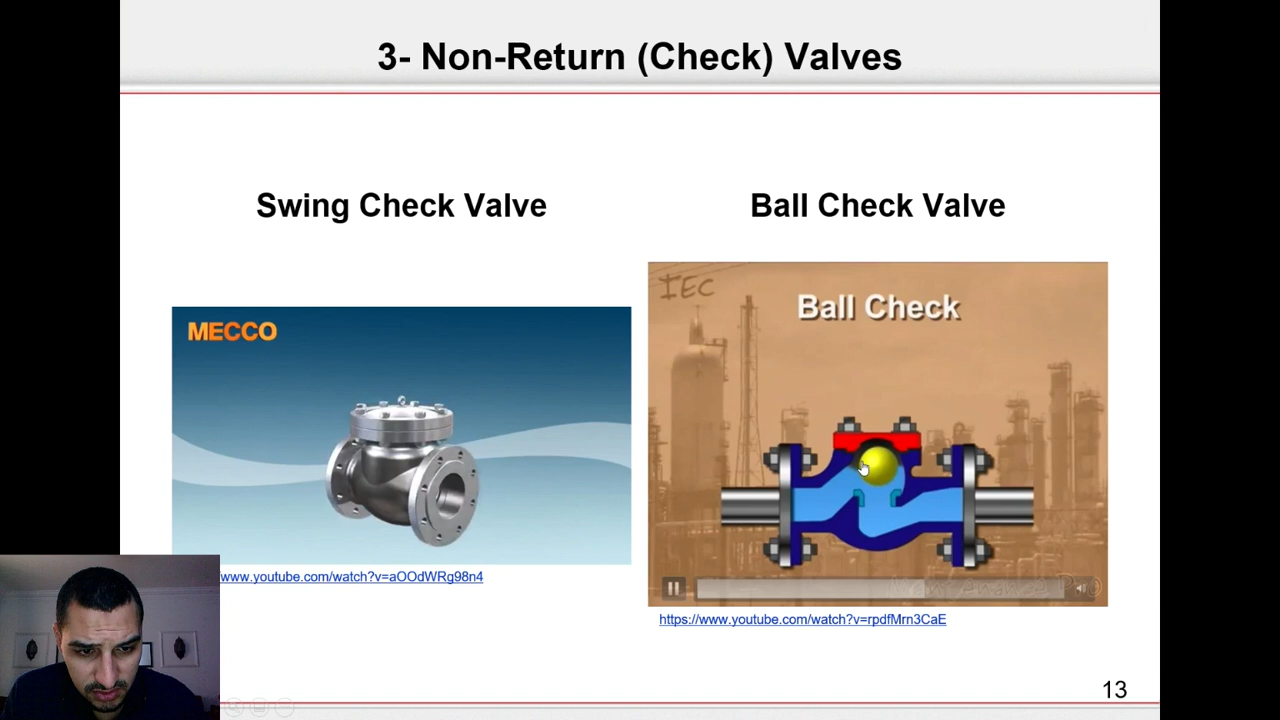 3- Non-Return (Check) Valves
Swing Check Valve
Ball Check Valve
MECCO
IEC
Ball Check
www.youtube.com/watch?v=aOOdWRg98n4
https://www.youtube.com/watch?v=rpdfMrn3CaE
13